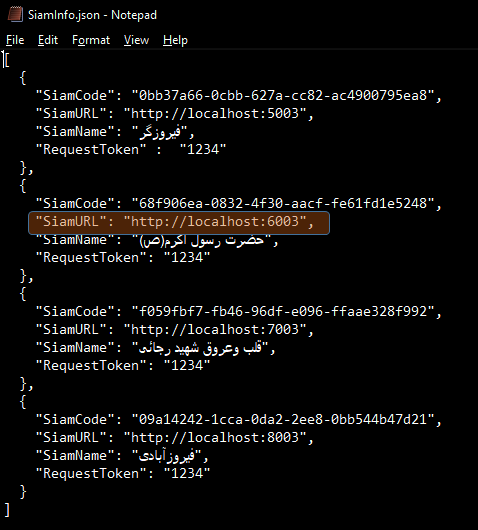 SiamInfo.json - Notepad
File Edit Format View Help
[
{
"SiamCode": "0bb37a66-0cbb-627a-cc82-ac4900795ea8",
"SiamURL": "http://localhost:5003",
"SiamName": "فیروزگر",
"RequestToken" : "1234"
},
{
"SiamCode": "68f906ea-0832-4f30-aacf-fe61fd1e5248",
"SiamURL": "http://localhost:6003",
"SiamName": "حضرت رسول اکرم(ص)",
"RequestToken": "1234"
},
{
"SiamCode": "f059fbf7-fb46-96df-e096-ffaae328f992",
"SiamURL": "http://localhost:7003",
"SiamName": "قلب وعروق شهید رجائی",
"RequestToken": "1234"
},
{
"SiamCode": "09a14242-1cca-0da2-2ee8-0bb544b47d21",
"SiamURL": "http://localhost:8003",
"SiamName": "فیروزآبادی",
"RequestToken": "1234"
}
]